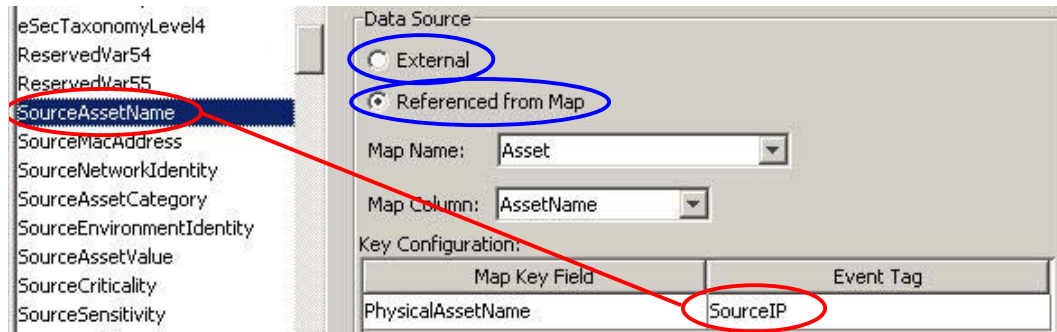 eSecTaxonomyLevel4
ReservedVar54
ReservedVar55
SourceAssetName
SourceMacAddress
SourceNetworkIdentity
SourceAssetCategory
SourceEnvironmentIdentity
SourceAssetValue
SourceCriticality
SourceSensitivity
Data Source
External
Referenced from Map
Map Name: Asset
Map Column: AssetName
Key Configuration:
Map Key Field Event Tag
PhysicalAssetName SourceIP